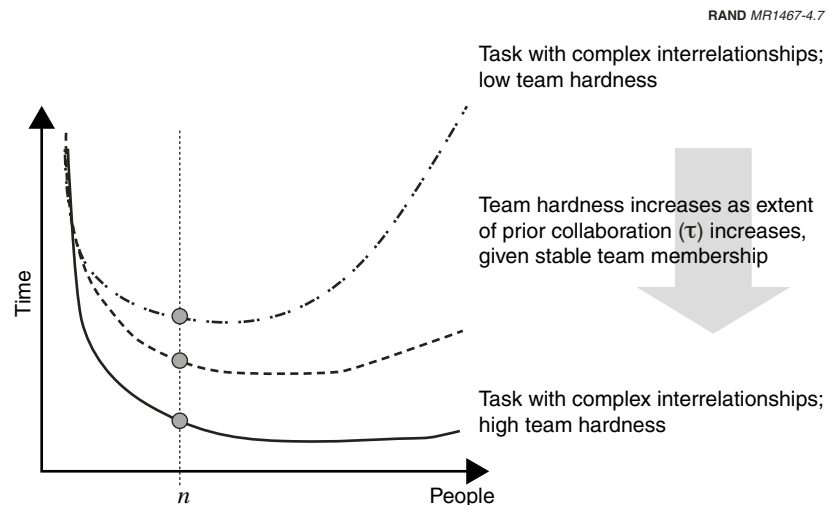 RAND MR1467-4.7
Task with complex interrelationships;
low team hardness
Team hardness increases as extent
of prior collaboration (τ) increases,
given stable team membership
Time
Task with complex interrelationships;
high team hardness
n
People